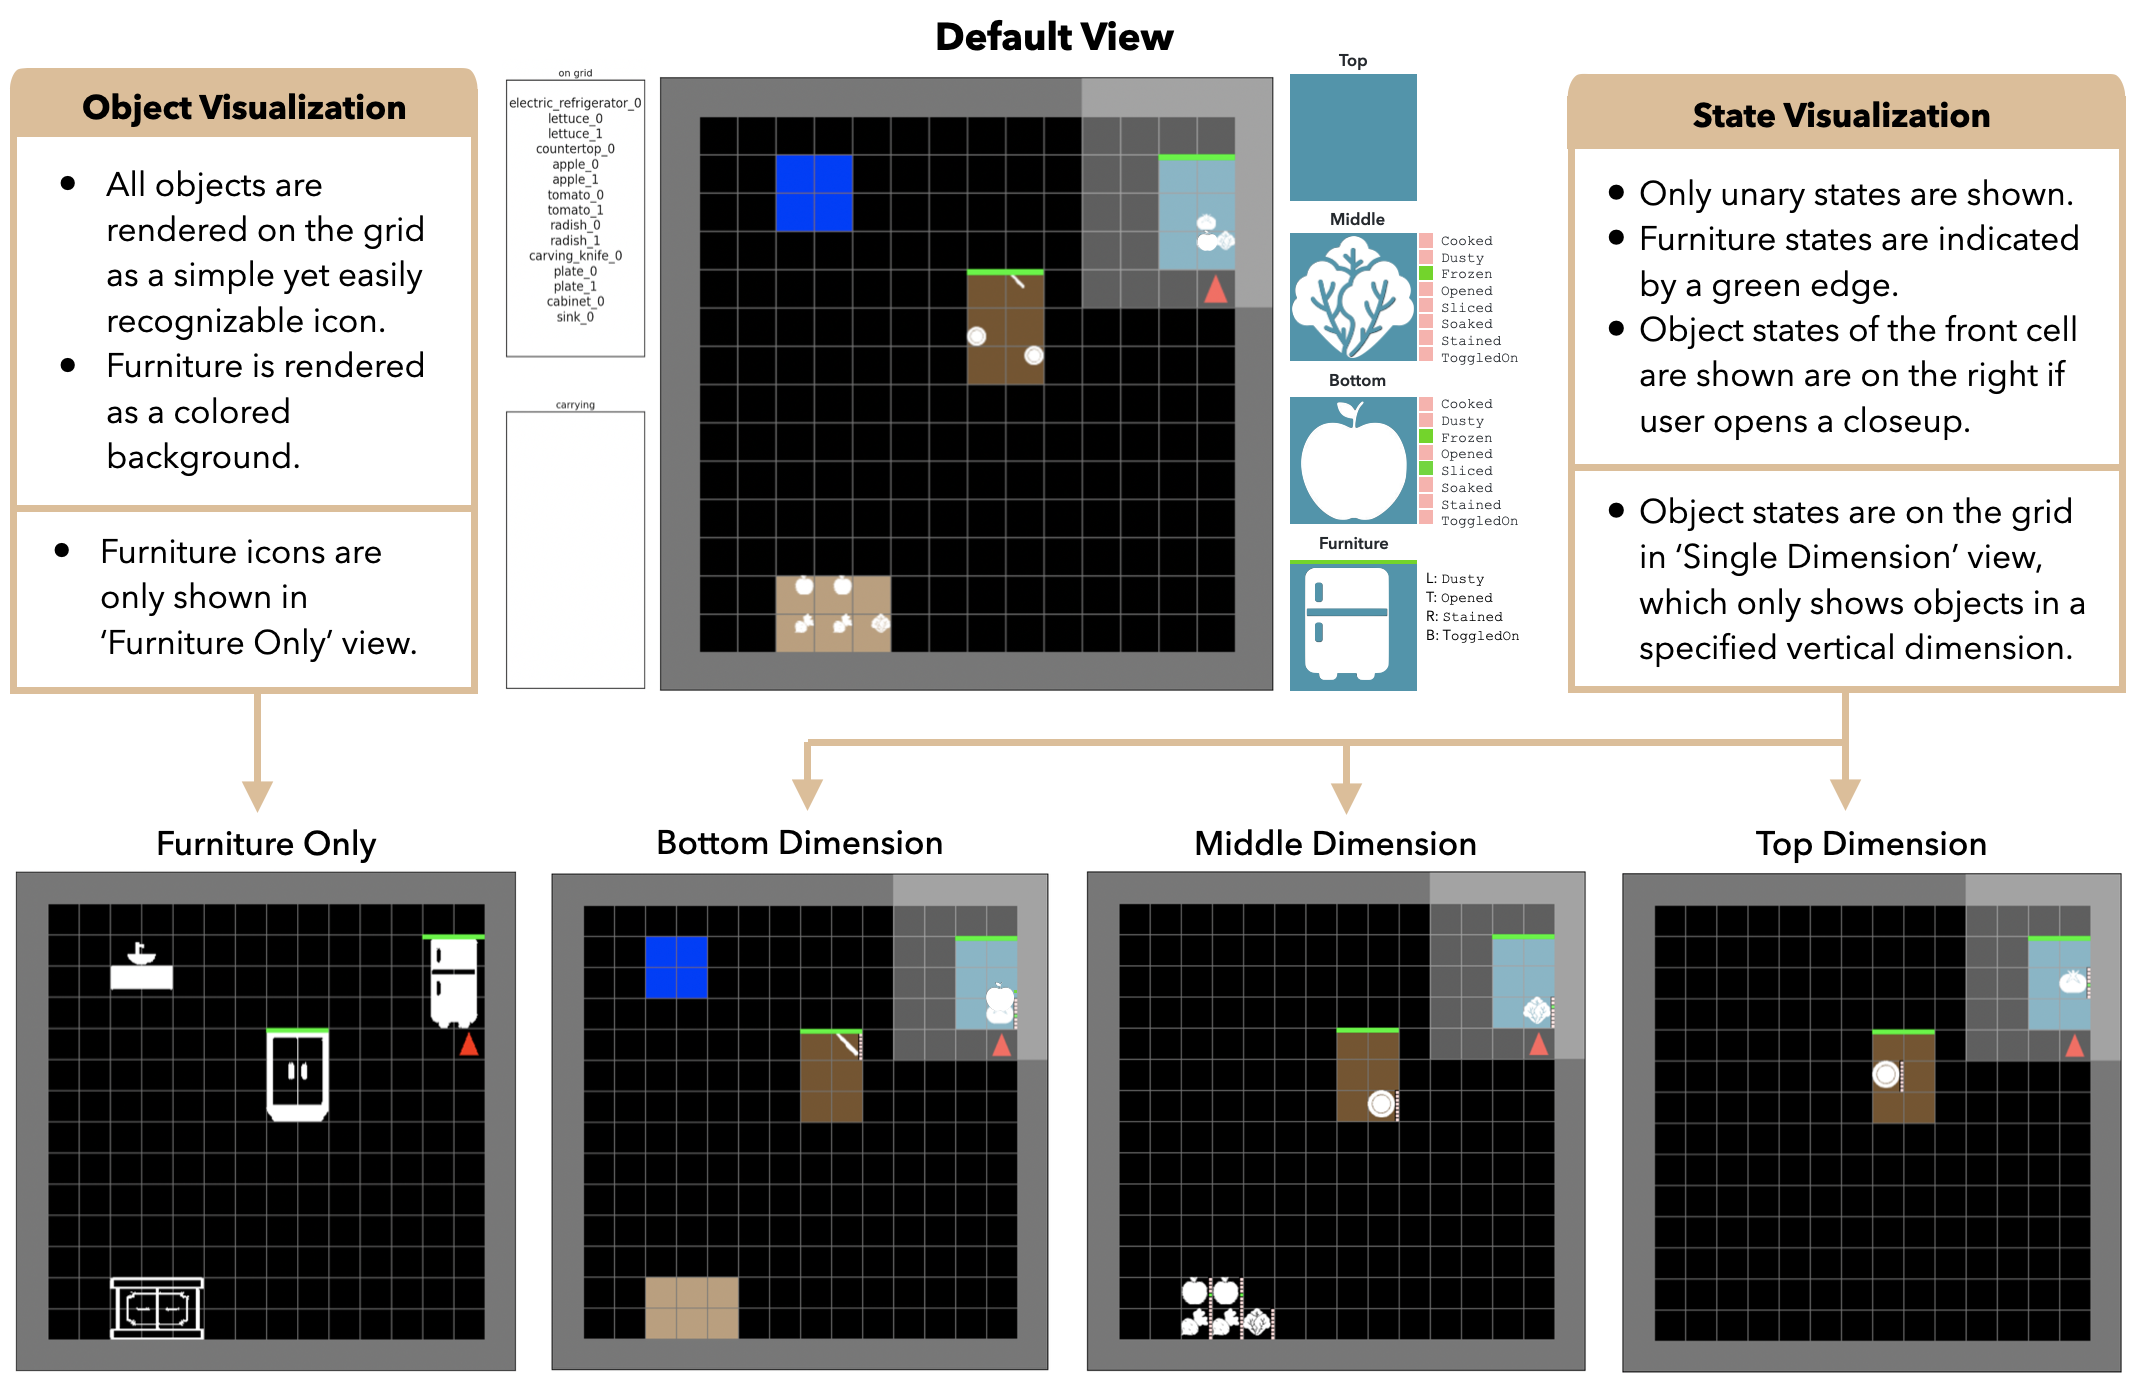 Default View
Object Visualization
• All objects are
rendered on the grid
as a simple yet easily
recognizable icon.
• Furniture is rendered
as a colored
background.
• Furniture icons are
only shown in
‘Furniture Only’ view.
on grid
electric_refrigerator_0
lettuce_0
lettuce_1
countertop_0
apple_0
apple_1
tomato_0
tomato_1
radish_0
radish_1
carving_knife_0
plate_0
plate_1
cabinet_0
sink_0
carrying
Top
Middle
Cooked
Dusty
Frozen
Opened
Sliced
Soaked
Stained
ToggledOn
Bottom
Cooked
Dusty
Frozen
Opened
Sliced
Soaked
Stained
ToggledOn
Furniture
L: Dusty
T: Opened
R: Stained
B: ToggledOn
State Visualization
• Only unary states are shown.
• Furniture states are indicated
by a green edge.
• Object states of the front cell
are shown are on the right if
user opens a closeup.
• Object states are on the grid
in ‘Single Dimension’ view,
which only shows objects in a
specified vertical dimension.
Furniture Only
Bottom Dimension
Middle Dimension
Top Dimension